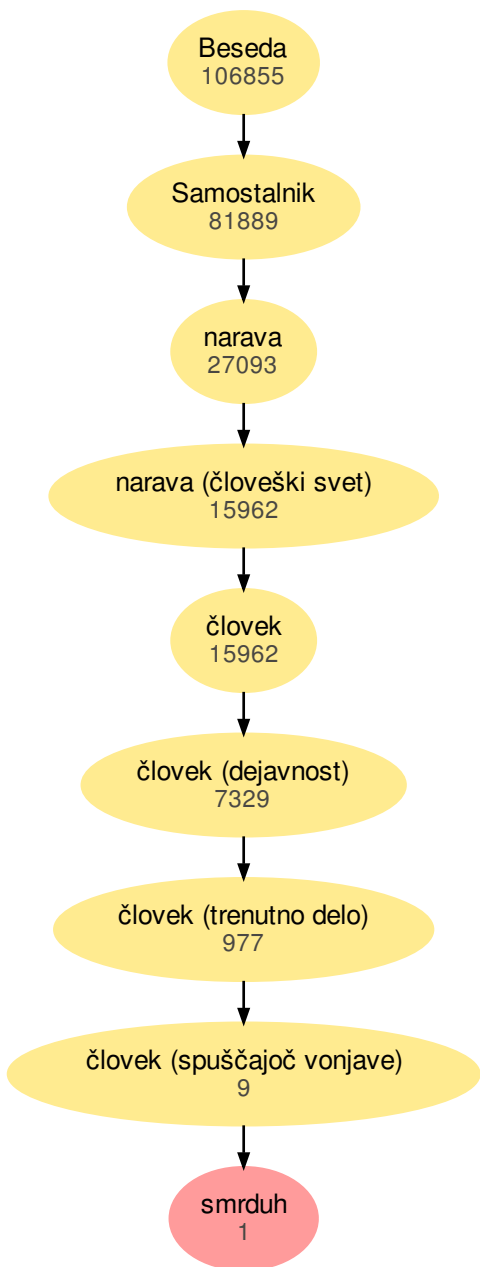 Beseda
106855
Samostalnik
81889
narava
27093
narava (človeški svet)
15962
človek
15962
človek (dejavnost)
7329
človek (trenutno delo)
977
človek (spuščajoč vonjave)
9
smrduh
1